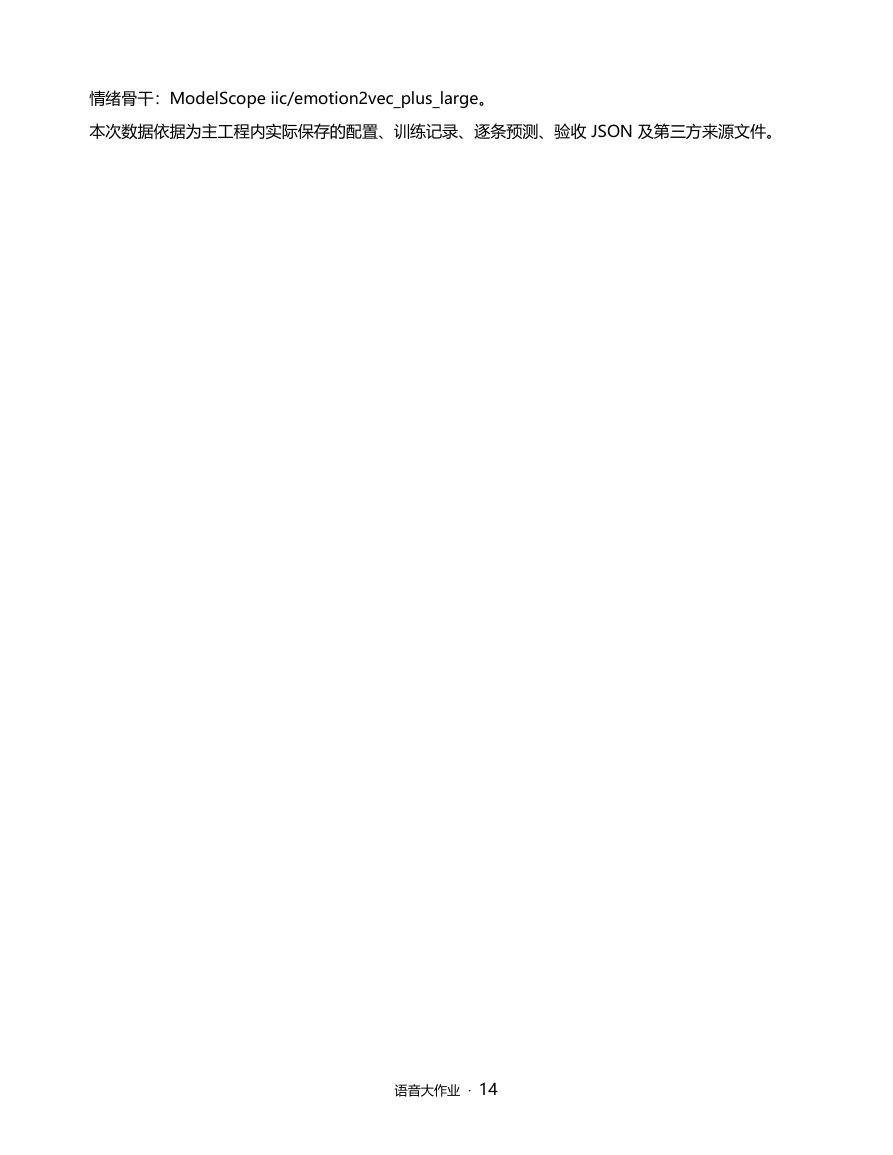 情绪骨干：ModelScope iic/emotion2vec_plus_large。
本次数据依据为主工程内实际保存的配置、训练记录、逐条预测、验收 JSON 及第三方来源文件。
语音大作业 · 14